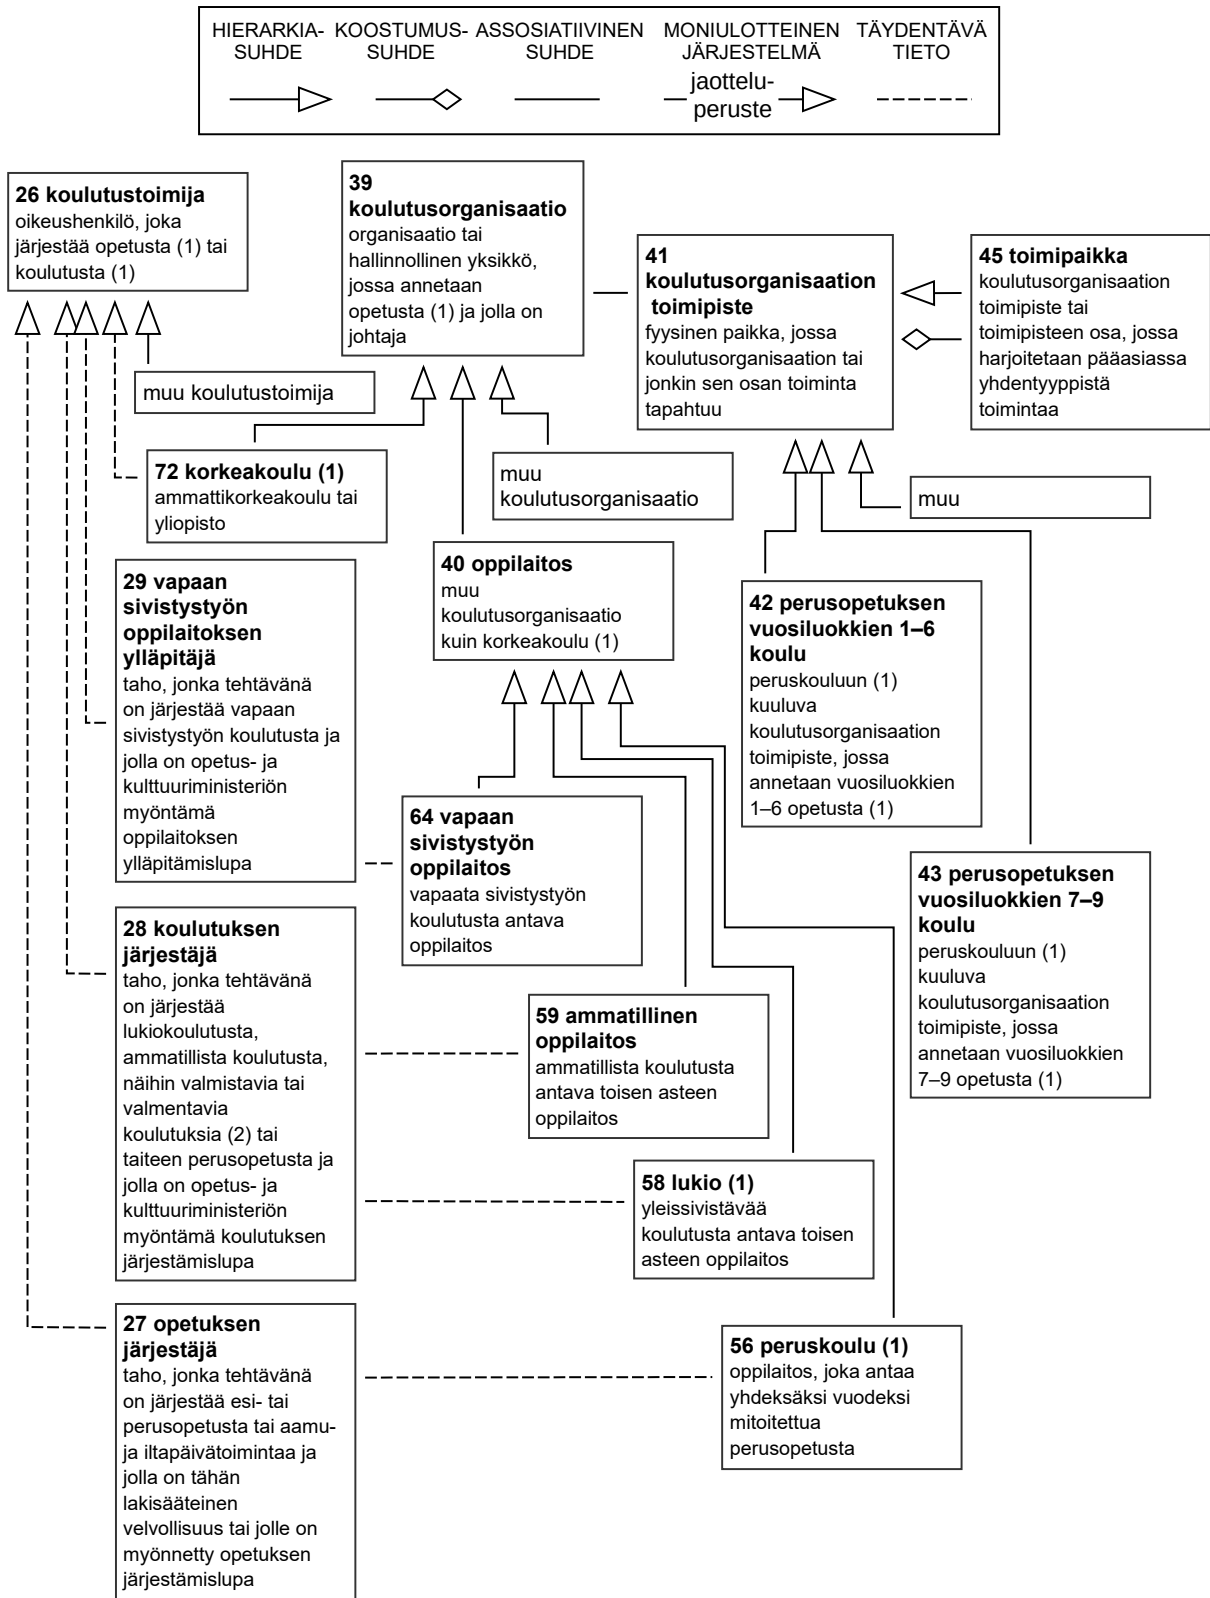 HIERARKIA-
SUHDE
KOOSTUMUS-
SUHDE
ASSOSIATIIVINEN
SUHDE
MONIULOTTEINEN
JÄRJESTELMÄ
jaottelu-
peruste
TÄYDENTÄVÄ
TIETO
26 koulutustoimija
oikeushenkilö, joka
järjestää opetusta (1) tai
koulutusta (1)
39
koulutusorganisaatio
organisaatio tai
hallinnollinen yksikkö,
jossa annetaan
opetusta (1) ja jolla on
johtaja
41
koulutusorganisaation
toimipiste
fyysinen paikka, jossa
koulutusorganisaation tai
jonkin sen osan toiminta
tapahtuu
45 toimipaikka
koulutusorganisaation
toimipiste tai
toimipisteen osa, jossa
harjoitetaan pääasiassa
yhdentyyppistä
toimintaa
muu koulutustoimija
72 korkeakoulu (1)
ammattikorkeakoulu tai
yliopisto
muu
koulutusorganisaatio
muu
29 vapaan
sivistystyön
oppilaitoksen
ylläpitäjä
taho, jonka tehtävänä
on järjestää vapaan
sivistystyön koulutusta ja
jolla on opetus- ja
kulttuuriministeriön
myöntämä
oppilaitoksen
ylläpitämislupa
40 oppilaitos
muu
koulutusorganisaatio
kuin korkeakoulu (1)
42 perusopetuksen
vuosiluokkien 1–6
koulu
peruskouluun (1)
kuuluva
koulutusorganisaation
toimipiste, jossa
annetaan vuosiluokkien
1–6 opetusta (1)
64 vapaan
sivistystyön
oppilaitos
vapaata sivistystyön
koulutusta antava
oppilaitos
43 perusopetuksen
vuosiluokkien 7–9
koulu
peruskouluun (1)
kuuluva
koulutusorganisaation
toimipiste, jossa
annetaan vuosiluokkien
7–9 opetusta (1)
28 koulutuksen
järjestäjä
taho, jonka tehtävänä
on järjestää
lukiokoulutusta,
ammatillista koulutusta,
näihin valmistavia tai
valmentavia
koulutuksia (2) tai
taiteen perusopetusta ja
jolla on opetus- ja
kulttuuriministeriön
myöntämä koulutuksen
järjestämislupa
59 ammatillinen
oppilaitos
ammatillista koulutusta
antava toisen asteen
oppilaitos
58 lukio (1)
yleissivistävää
koulutusta antava toisen
asteen oppilaitos
27 opetuksen
järjestäjä
taho, jonka tehtävänä
on järjestää esi- tai
perusopetusta tai aamu-
ja iltapäivätoimintaa ja
jolla on tähän
lakisääteinen
velvollisuus tai jolle on
myönnetty opetuksen
järjestämislupa
56 peruskoulu (1)
oppilaitos, joka antaa
yhdeksäksi vuodeksi
mitoitettua
perusopetusta